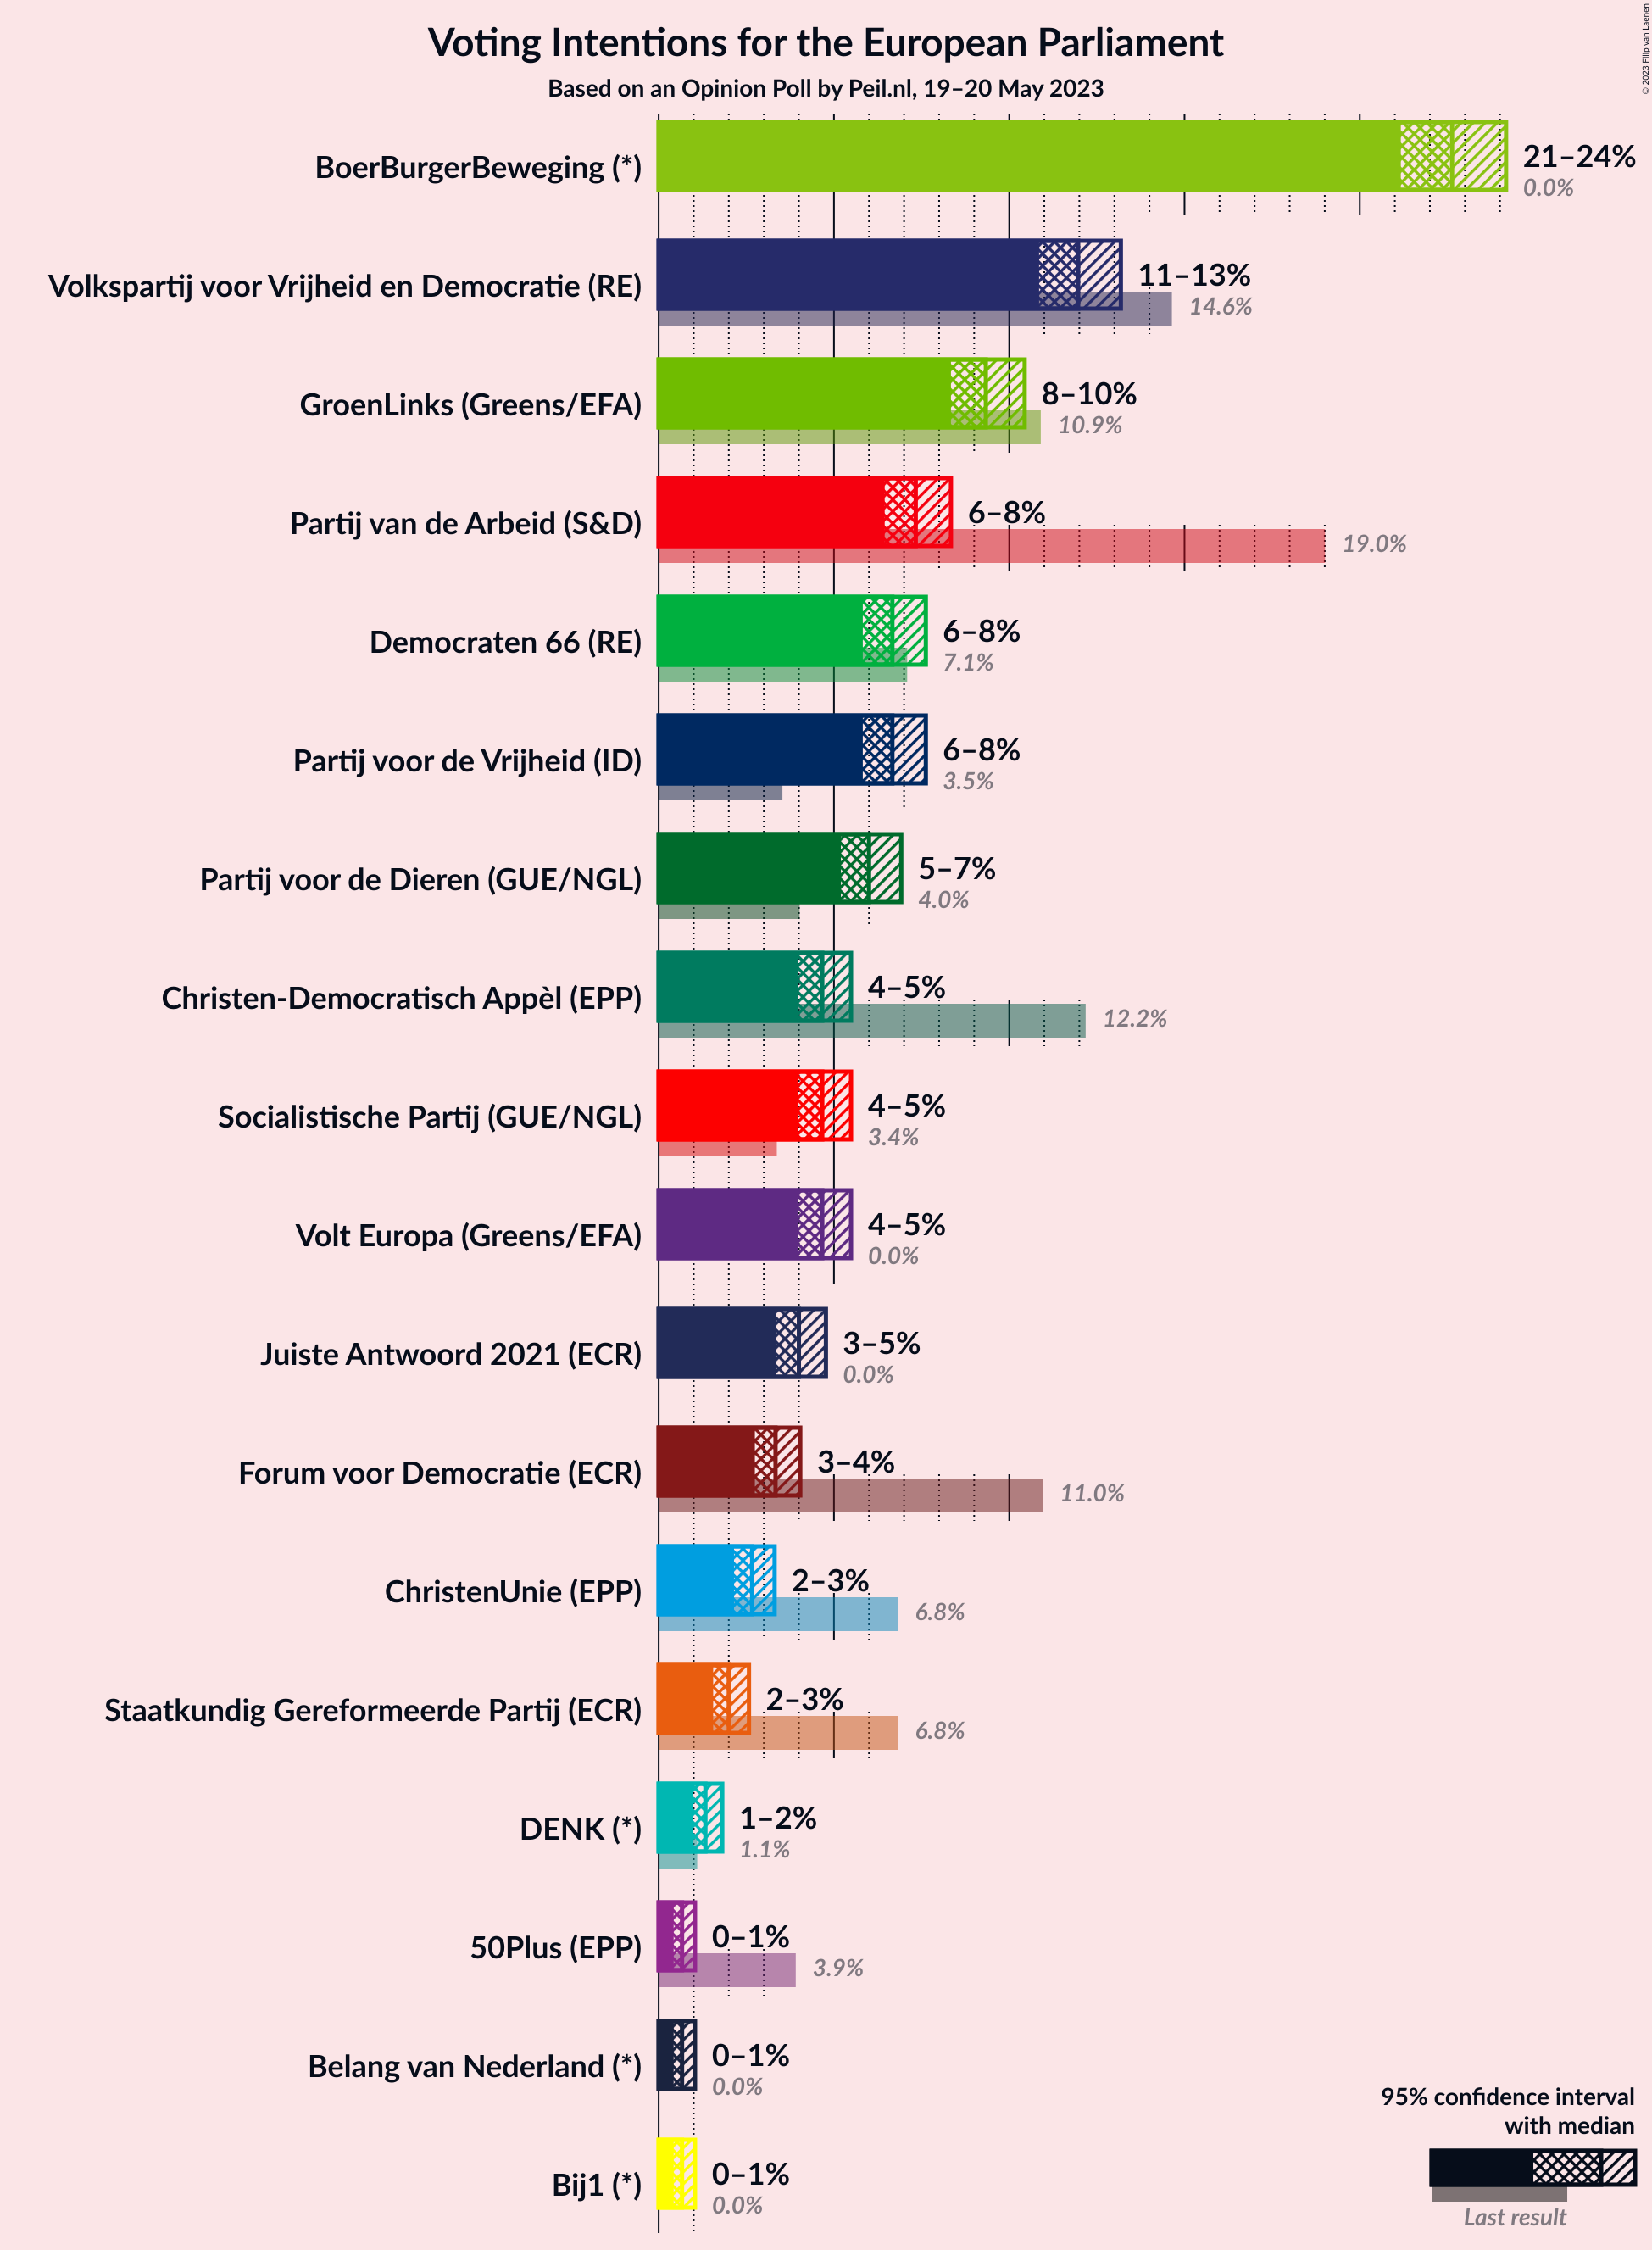 © 2023 Filip van Laenen
Voting Intentions for the European Parliament
Based on an Opinion Poll by Peil.nl, 19–20 May 2023
BoerBurgerBeweging (*)
21–24%
0.0%
Volkspartij voor Vrijheid en Democratie (RE)
11–13%
14.6%
GroenLinks (Greens/EFA)
8–10%
10.9%
Partij van de Arbeid (S&D)
6–8%
19.0%
Democraten 66 (RE)
6–8%
7.1%
Partij voor de Vrijheid (ID)
6–8%
3.5%
Partij voor de Dieren (GUE/NGL)
5–7%
4.0%
Christen-Democratisch Appèl (EPP)
4–5%
12.2%
Socialistische Partij (GUE/NGL)
4–5%
3.4%
Volt Europa (Greens/EFA)
4–5%
0.0%
Juiste Antwoord 2021 (ECR)
3–5%
0.0%
Forum voor Democratie (ECR)
3–4%
11.0%
ChristenUnie (EPP)
2–3%
6.8%
Staatkundig Gereformeerde Partij (ECR)
2–3%
6.8%
DENK (*)
1–2%
1.1%
50Plus (EPP)
0–1%
3.9%
Belang van Nederland (*)
0–1%
0.0%
Bij1 (*)
0–1%
0.0%
95% confidence interval
with median
Last result